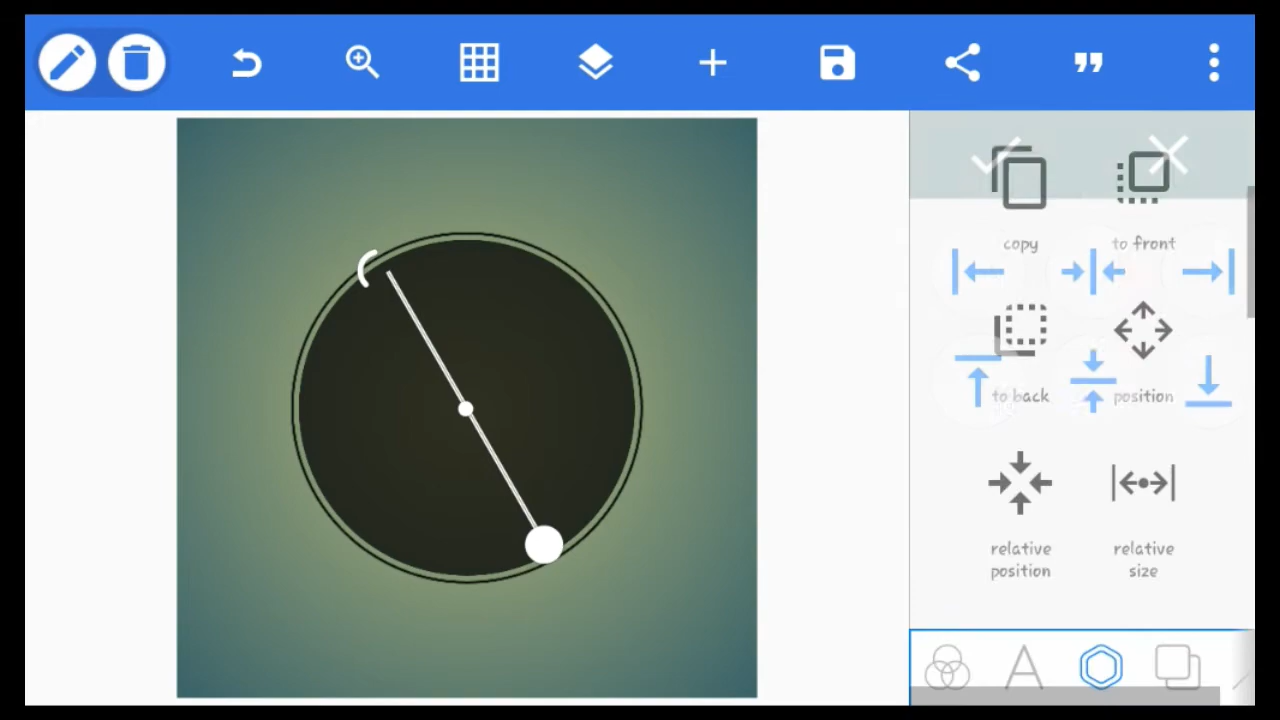 copy to front
to back position
relative relative
position size